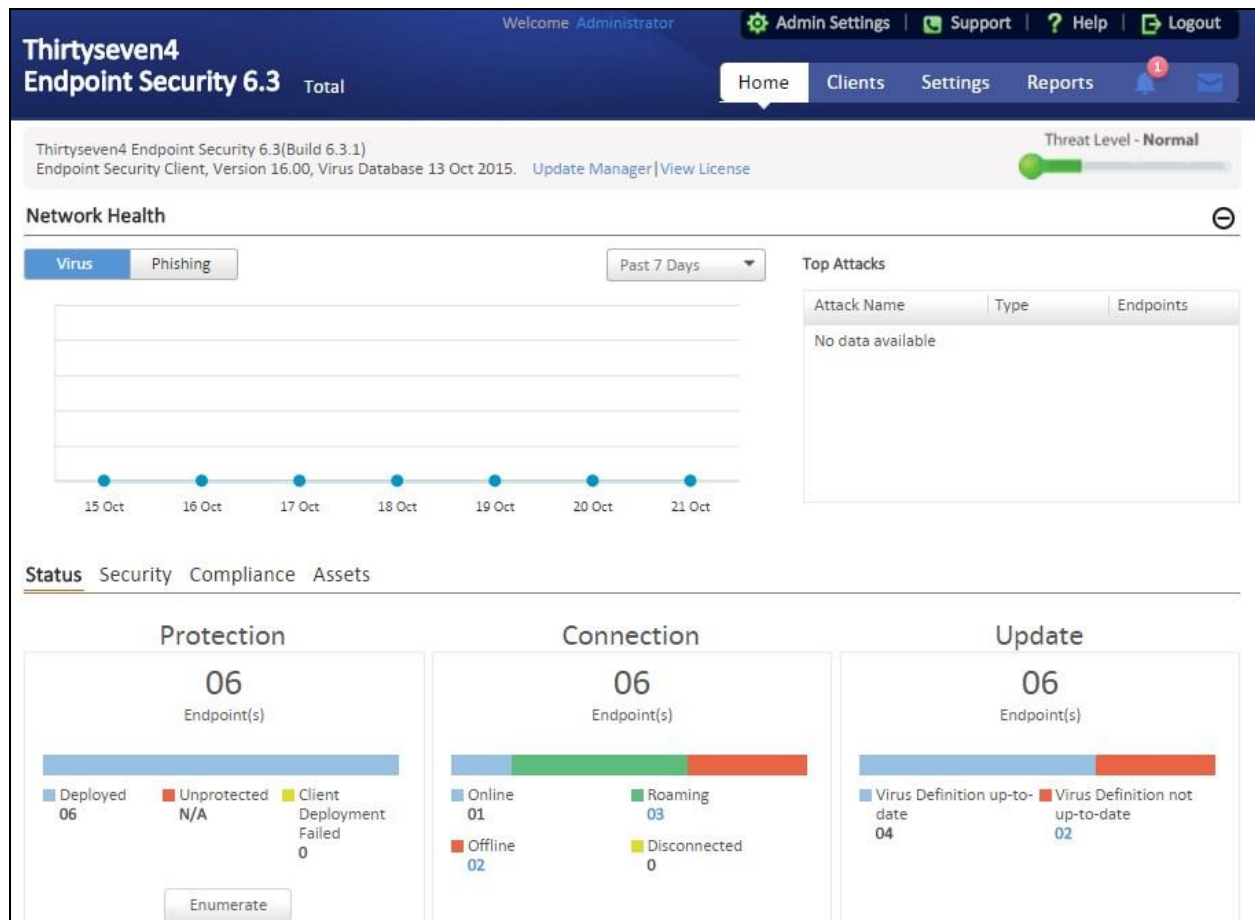 Welcome Administrator
Admin Settings | Support | ? Help | Logout
Thirtyseven4
Endpoint Security 6.3 Total
Home Clients Settings Reports 1
Thirtyseven4 Endpoint Security 6.3(Build 6.3.1)
Endpoint Security Client, Version 16.00, Virus Database 13 Oct 2015. Update Manager|View License
Threat Level - Normal
Network Health
Virus Phishing
Past 7 Days
15 Oct 16 Oct 17 Oct 18 Oct 19 Oct 20 Oct 21 Oct
Top Attacks
Attack Name Type Endpoints
No data available
Status Security Compliance Assets
Protection
06
Endpoint(s)
Deployed
06
Unprotected
N/A
Client
Deployment
Failed
0
Enumerate
Connection
06
Endpoint(s)
Online
01
Roaming
03
Offline
02
Disconnected
0
Update
06
Endpoint(s)
Virus Definition up-to-
date
04
Virus Definition not
up-to-date
02